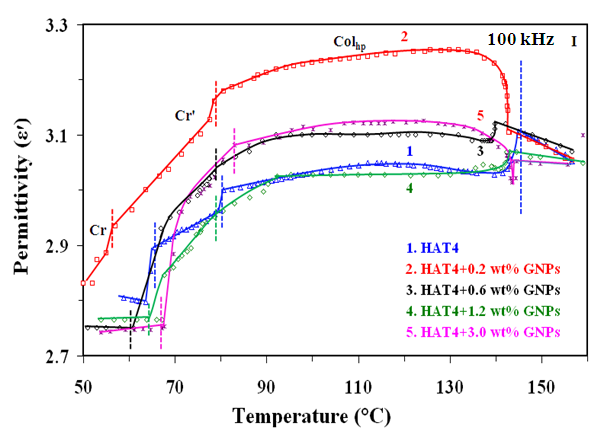 3.3
3.1
2.9
2.7
Permittivity (ε')
Col_hp
2
100 kHz
I
Cr'
Cr
5
3
1
4
1. HAT4
2. HAT4+0.2 wt% GNPs
3. HAT4+0.6 wt% GNPs
4. HAT4+1.2 wt% GNPs
5. HAT4+3.0 wt% GNPs
50 70 90 110 130 150
Temperature (°C)